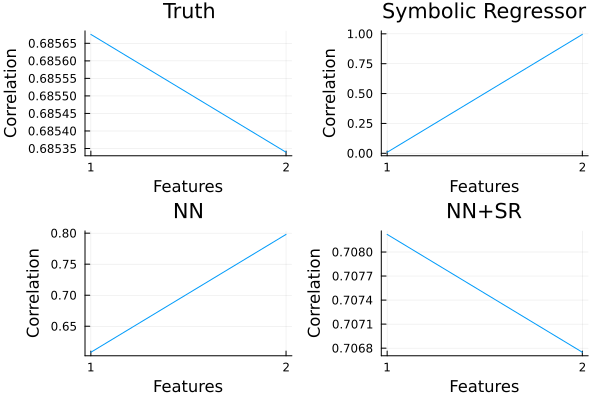 Truth
Correlation
0.68565
0.68560
0.68555
0.68550
0.68545
0.68540
0.68535
1
2
Features
Symbolic Regressor
Correlation
1.00
0.75
0.50
0.25
0.00
1
2
Features
NN
Correlation
0.80
0.75
0.70
0.65
1
2
Features
NN+SR
Correlation
0.7080
0.7077
0.7074
0.7071
0.7068
1
2
Features